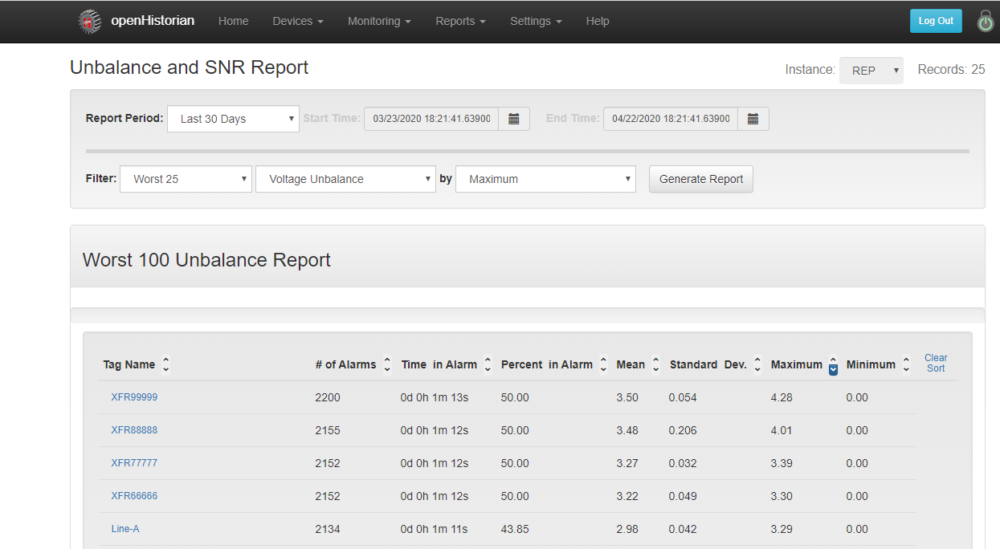 openHistorian Home Devices Monitoring Reports Settings Help Log Out
Unbalance and SNR Report Instance: REP Records: 25
Report Period: Last 30 Days Start Time: 03/23/2020 18:21:41.63900 End Time: 04/22/2020 18:21:41.63900
Filter: Worst 25 Voltage Unbalance by Maximum Generate Report
Worst 100 Unbalance Report
Tag Name # of Alarms Time in Alarm Percent in Alarm Mean Standard Dev. Maximum Minimum Clear Sort
XFR99999 2200 0d 0h 1m 13s 50.00 3.50 0.054 4.28 0.00
XFR88888 2155 0d 0h 1m 12s 50.00 3.48 0.206 4.01 0.00
XFR77777 2152 0d 0h 1m 12s 50.00 3.27 0.032 3.39 0.00
XFR66666 2152 0d 0h 1m 12s 50.00 3.22 0.049 3.30 0.00
Line-A 2134 0d 0h 1m 11s 43.85 2.98 0.042 3.29 0.00